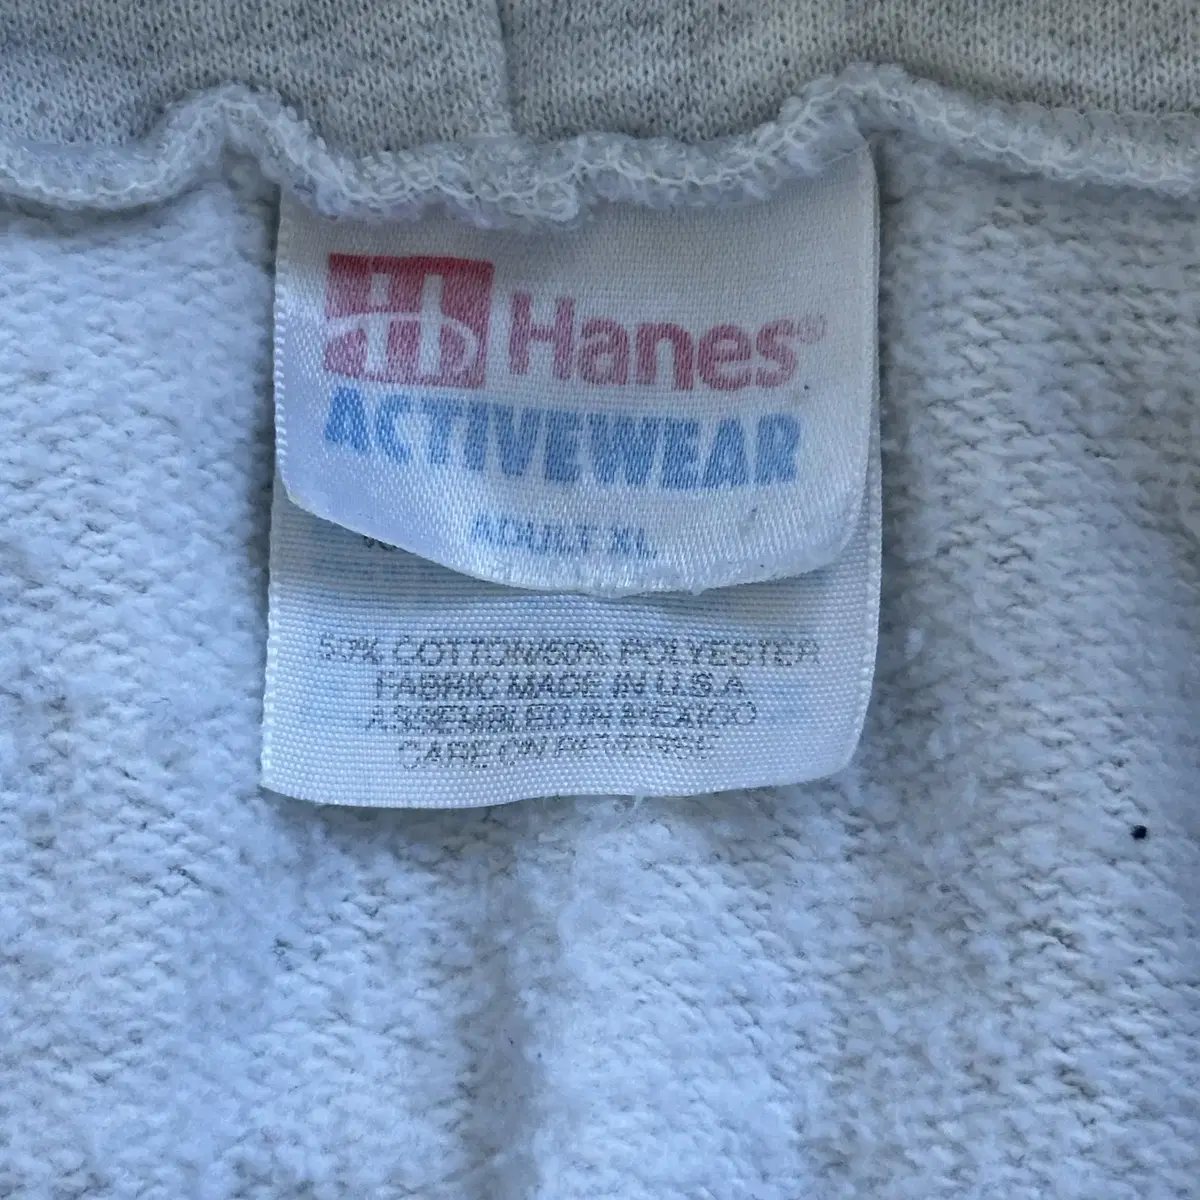 Hanes®
ACTIVEWEAR
ADULT XL
50% COTTON/50% POLYESTER
FABRIC MADE IN U.S.A
ASSEMBLED IN MEXICO
CARE ON REVERSE